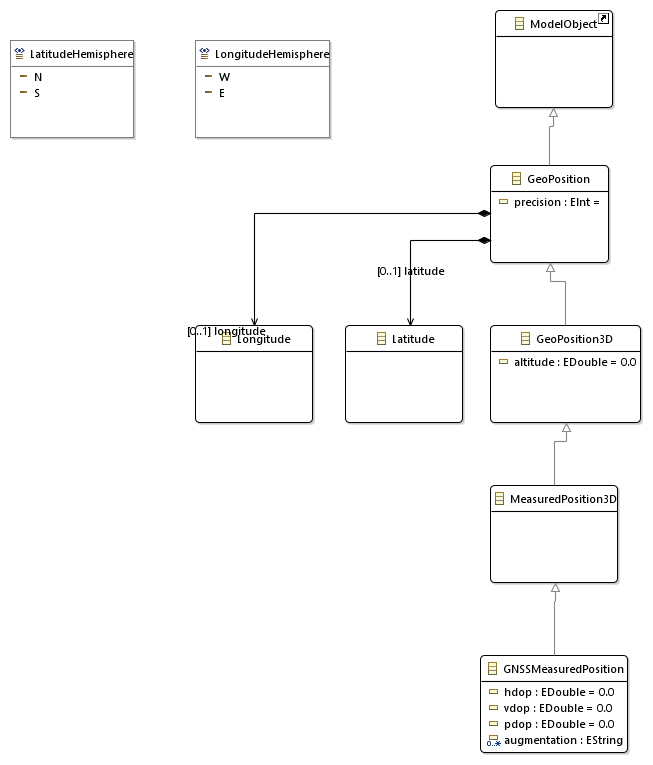 ModelObject
LatitudeHemisphere
N
S
LongitudeHemisphere
W
E
GeoPosition
precision : EInt =
[0..1] latitude
[0..1] longitude
Longitude
Latitude
GeoPosition3D
altitude : EDouble = 0.0
MeasuredPosition3D
GNSSMeasuredPosition
hdop : EDouble = 0.0
vdop : EDouble = 0.0
pdop : EDouble = 0.0
0..* augmentation : EString